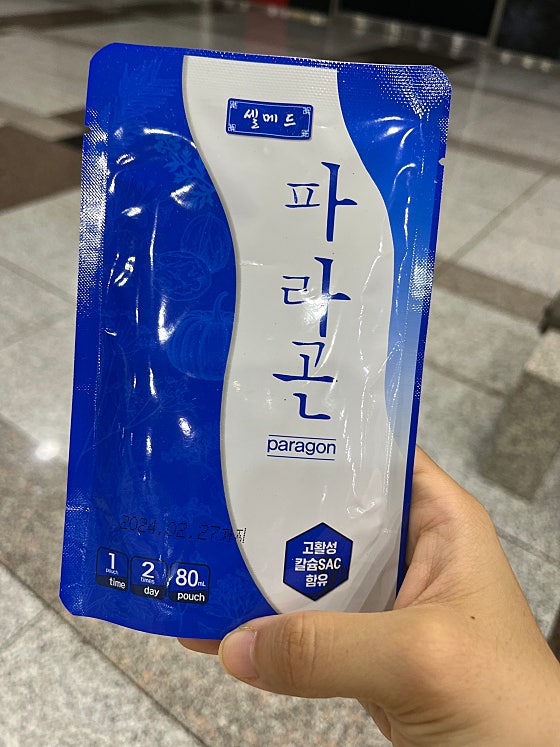 셀메드
파라곤
paragon
2024.02.27까지
1 pouch time
2 times day
80mL pouch
고활성
칼슘SAC
함유